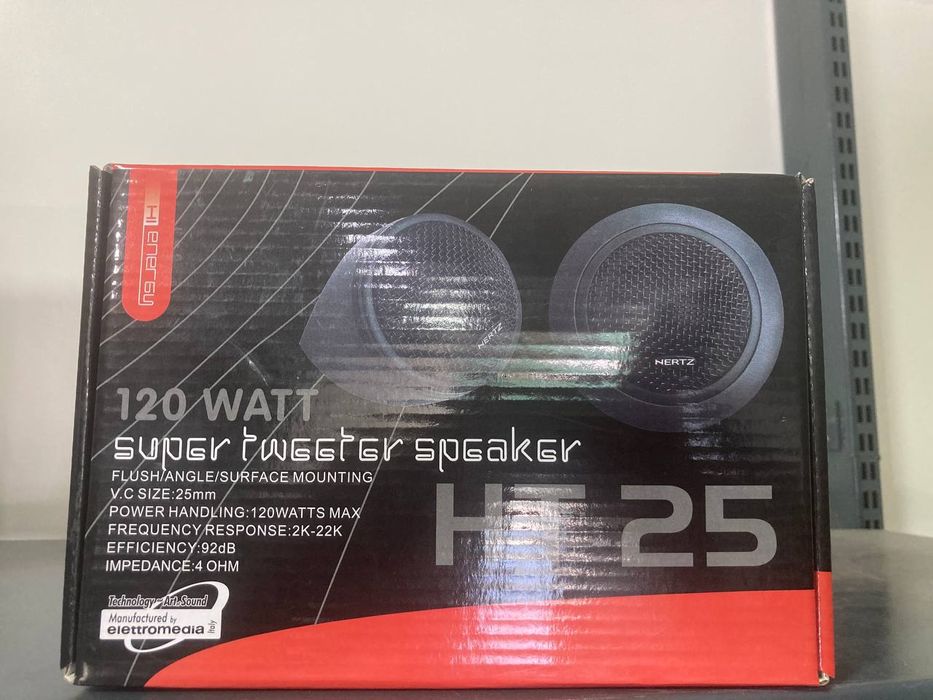 HI energy
NERTZ
NERTZ
120 WATT
super tweeter speaker
FLUSH/ANGLE/SURFACE MOUNTING
V.C SIZE:25mm
POWER HANDLING:120WATTS MAX
FREQUENCY RESPONSE:2K-22K
EFFICIENCY:92dB
IMPEDANCE:4 OHM
HT 25
Technology Art.Sound
Manufactured by
elettromedia Italy